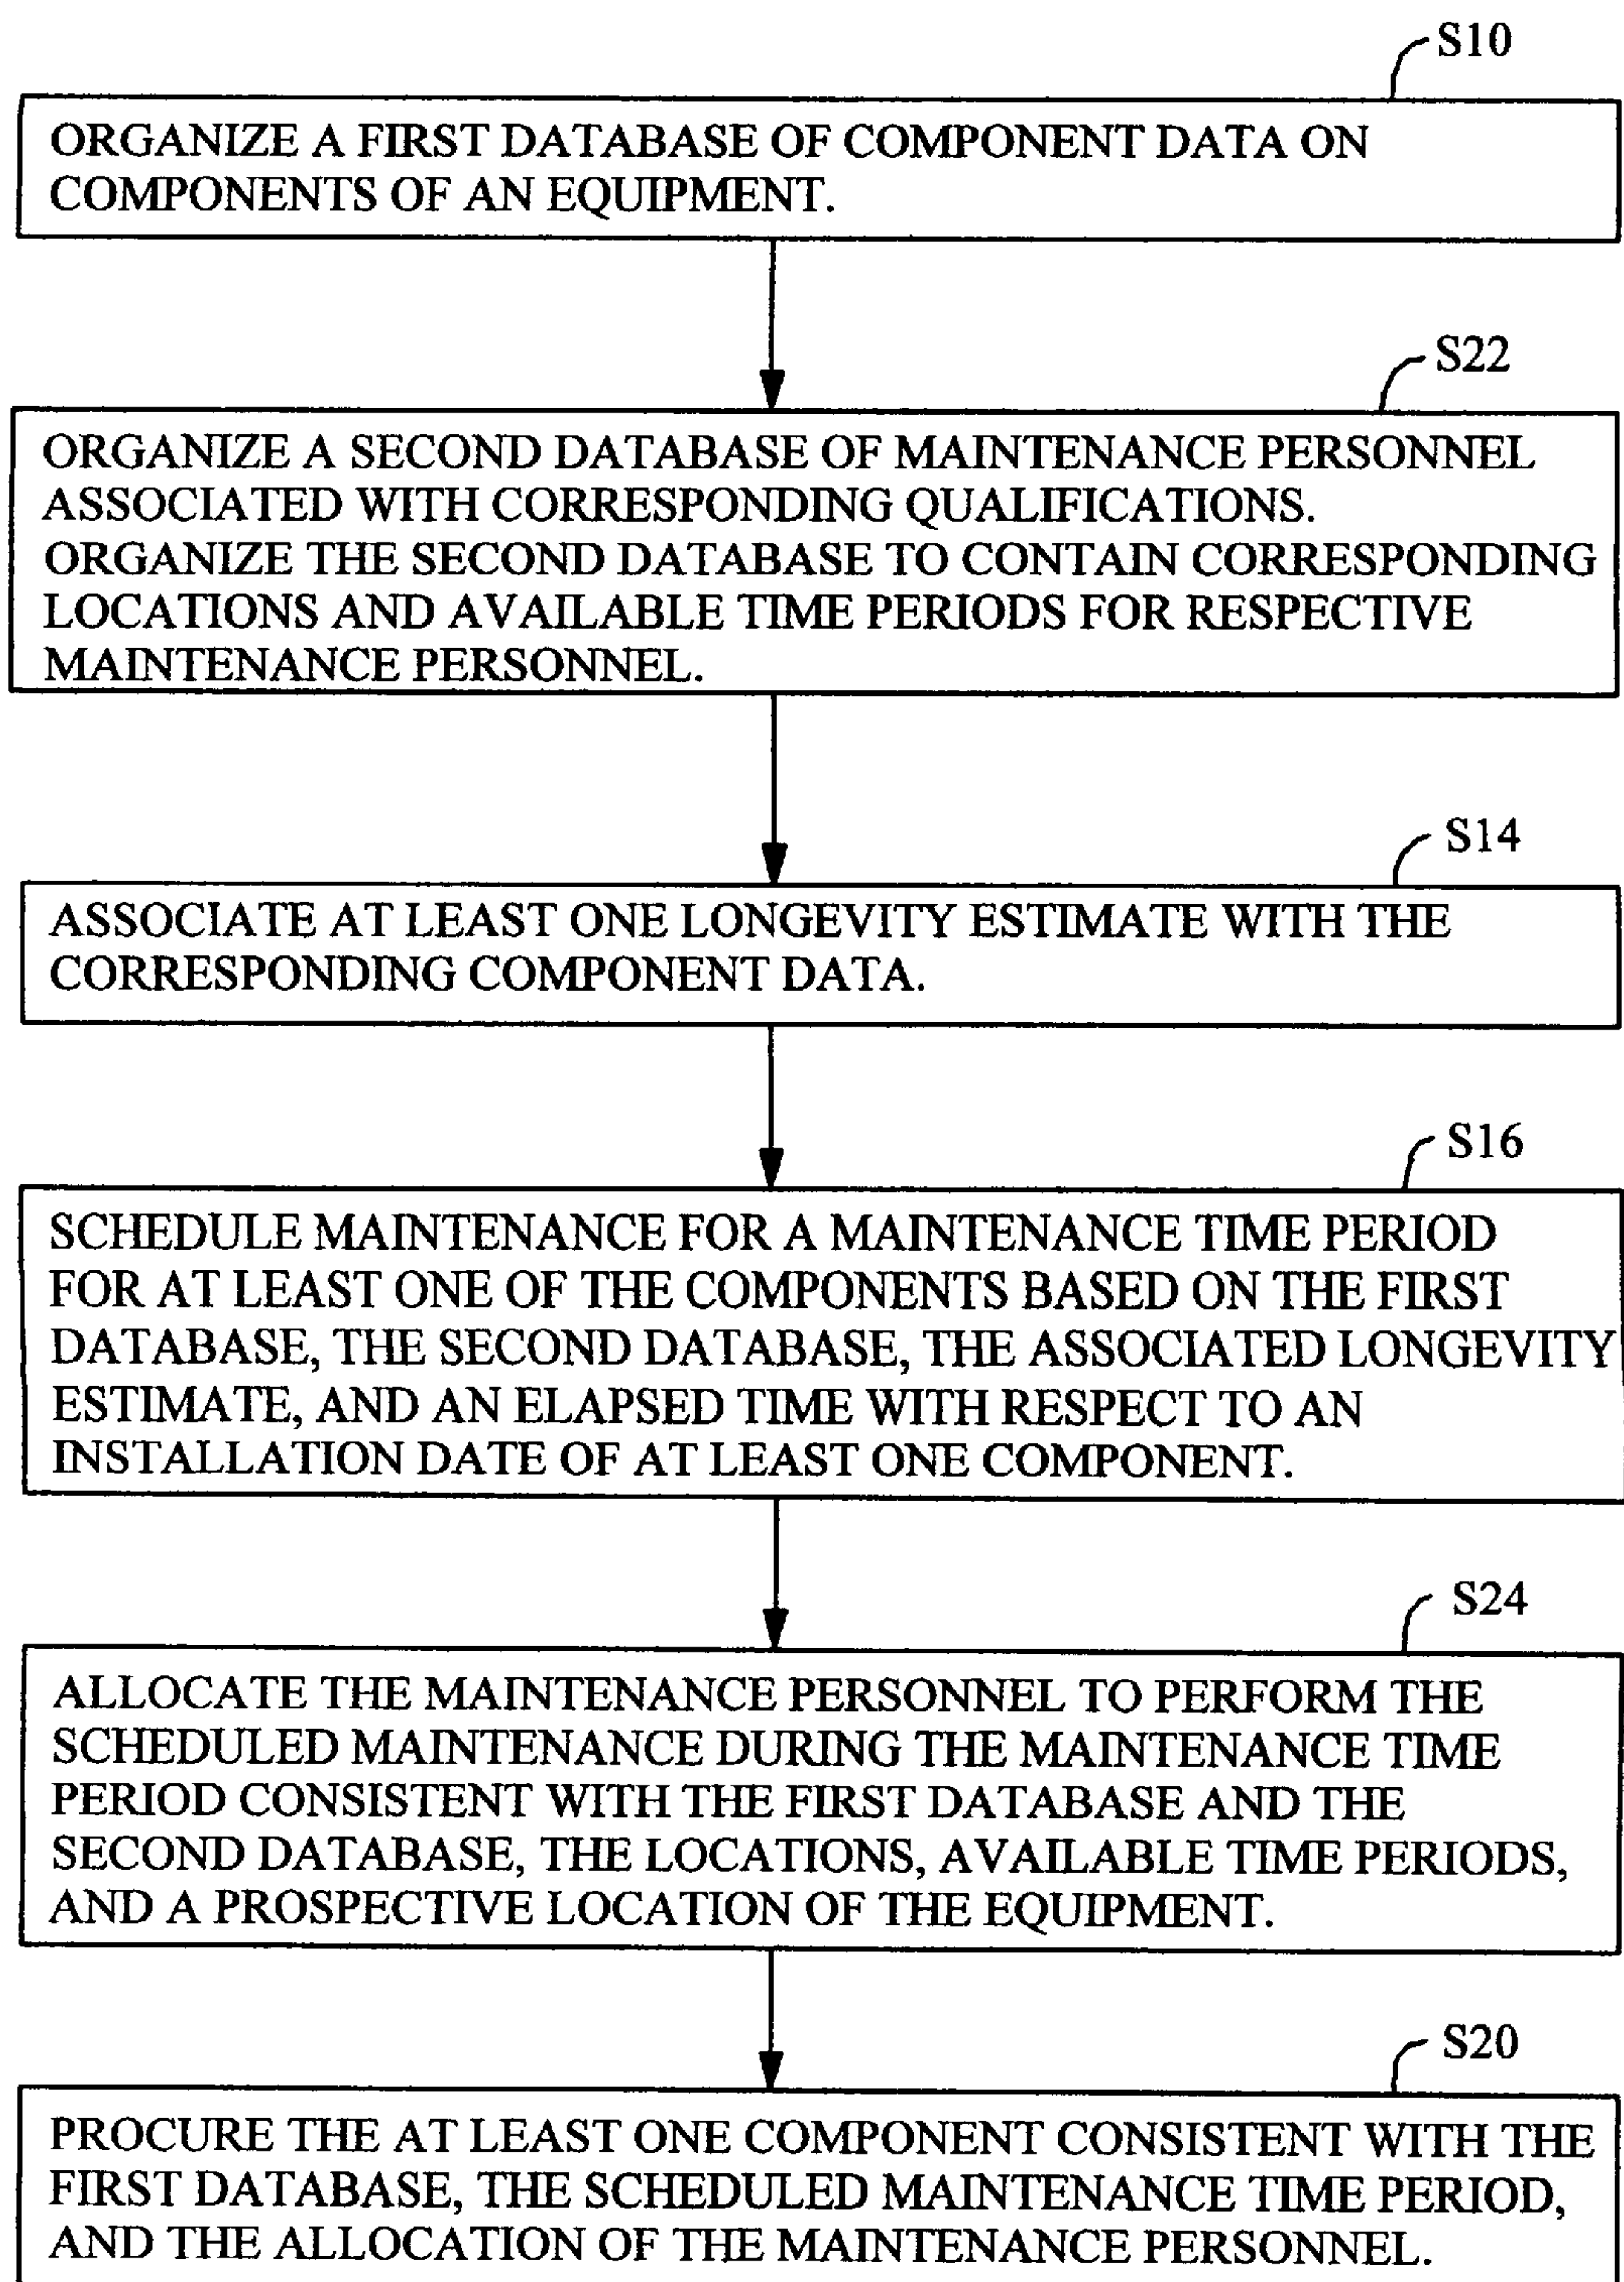 S10
ORGANIZE A FIRST DATABASE OF COMPONENT DATA ON
COMPONENTS OF AN EQUIPMENT.
S22
ORGANIZE A SECOND DATABASE OF MAINTENANCE PERSONNEL
ASSOCIATED WITH CORRESPONDING QUALIFICATIONS.
ORGANIZE THE SECOND DATABASE TO CONTAIN CORRESPONDING
LOCATIONS AND AVAILABLE TIME PERIODS FOR RESPECTIVE
MAINTENANCE PERSONNEL.
S14
ASSOCIATE AT LEAST ONE LONGEVITY ESTIMATE WITH THE
CORRESPONDING COMPONENT DATA.
S16
SCHEDULE MAINTENANCE FOR A MAINTENANCE TIME PERIOD
FOR AT LEAST ONE OF THE COMPONENTS BASED ON THE FIRST
DATABASE, THE SECOND DATABASE, THE ASSOCIATED LONGEVITY
ESTIMATE, AND AN ELAPSED TIME WITH RESPECT TO AN
INSTALLATION DATE OF AT LEAST ONE COMPONENT.
S24
ALLOCATE THE MAINTENANCE PERSONNEL TO PERFORM THE
SCHEDULED MAINTENANCE DURING THE MAINTENANCE TIME
PERIOD CONSISTENT WITH THE FIRST DATABASE AND THE
SECOND DATABASE, THE LOCATIONS, AVAILABLE TIME PERIODS,
AND A PROSPECTIVE LOCATION OF THE EQUIPMENT.
S20
PROCURE THE AT LEAST ONE COMPONENT CONSISTENT WITH THE
FIRST DATABASE, THE SCHEDULED MAINTENANCE TIME PERIOD,
AND THE ALLOCATION OF THE MAINTENANCE PERSONNEL.